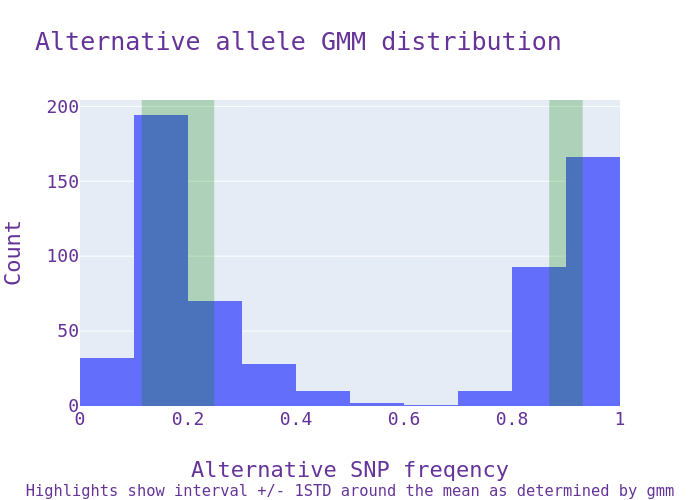 Alternative allele GMM distribution
200
150
100
50
0
Count
0 0.2 0.4 0.6 0.8 1
Alternative SNP freqency
Highlights show interval +/- 1STD around the mean as determined by gmm